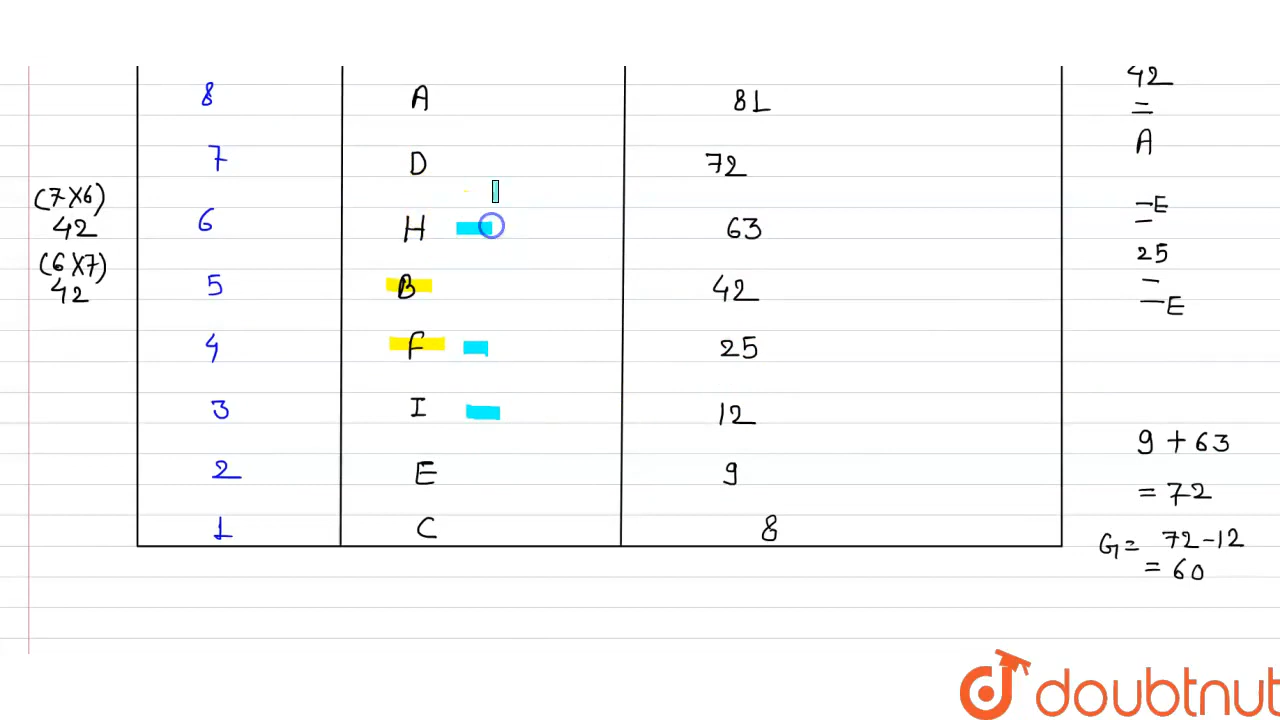 8 A 81
7 D 72
(7X6)
42 6 H 63
(6X7)
42 5 B 42
4 F 25
3 I 12
2 E 9
1 C 8
42
=
A
E
25
E
9 + 63
= 72
G = 72-12
= 60
doubtnut